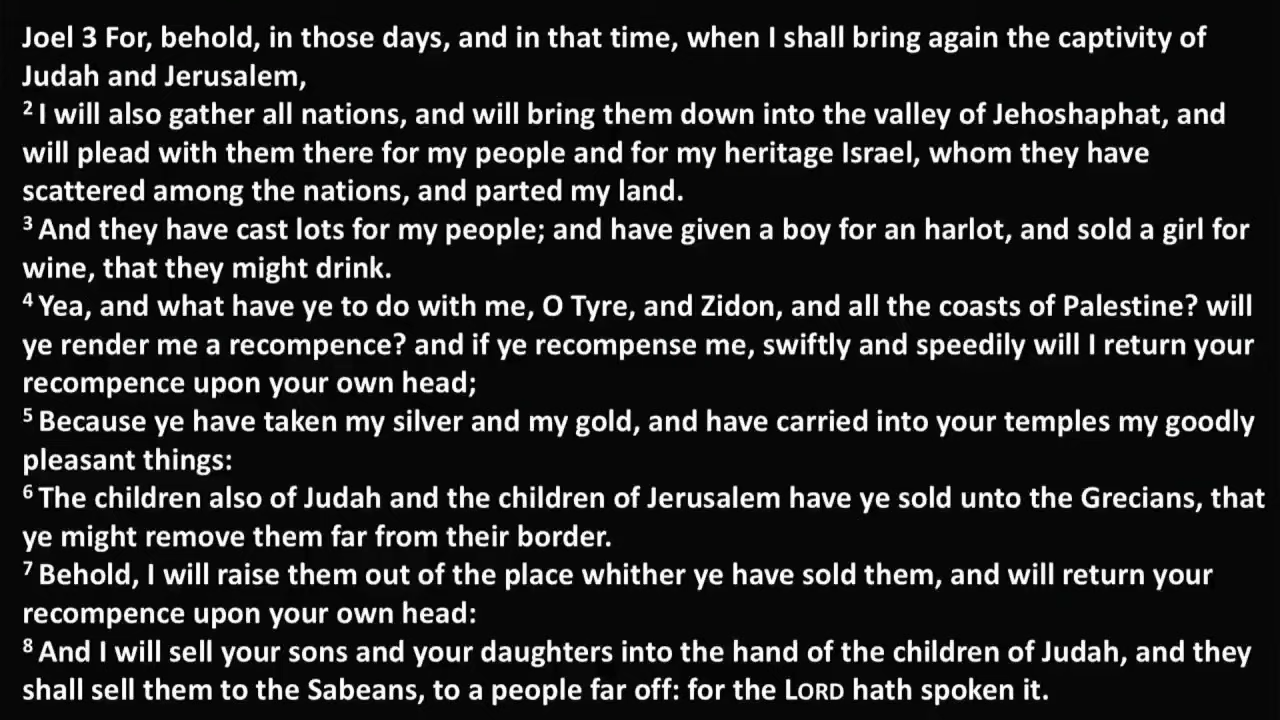 Joel 3 For, behold, in those days, and in that time, when I shall bring again the captivity of
Judah and Jerusalem,
2 I will also gather all nations, and will bring them down into the valley of Jehoshaphat, and
will plead with them there for my people and for my heritage Israel, whom they have
scattered among the nations, and parted my land.
3 And they have cast lots for my people; and have given a boy for an harlot, and sold a girl for
wine, that they might drink.
4 Yea, and what have ye to do with me, O Tyre, and Zidon, and all the coasts of Palestine? will
ye render me a recompence? and if ye recompense me, swiftly and speedily will I return your
recompence upon your own head;
5 Because ye have taken my silver and my gold, and have carried into your temples my goodly
pleasant things:
6 The children also of Judah and the children of Jerusalem have ye sold unto the Grecians, that
ye might remove them far from their border.
7 Behold, I will raise them out of the place whither ye have sold them, and will return your
recompence upon your own head:
8 And I will sell your sons and your daughters into the hand of the children of Judah, and they
shall sell them to the Sabeans, to a people far off: for the LORD hath spoken it.